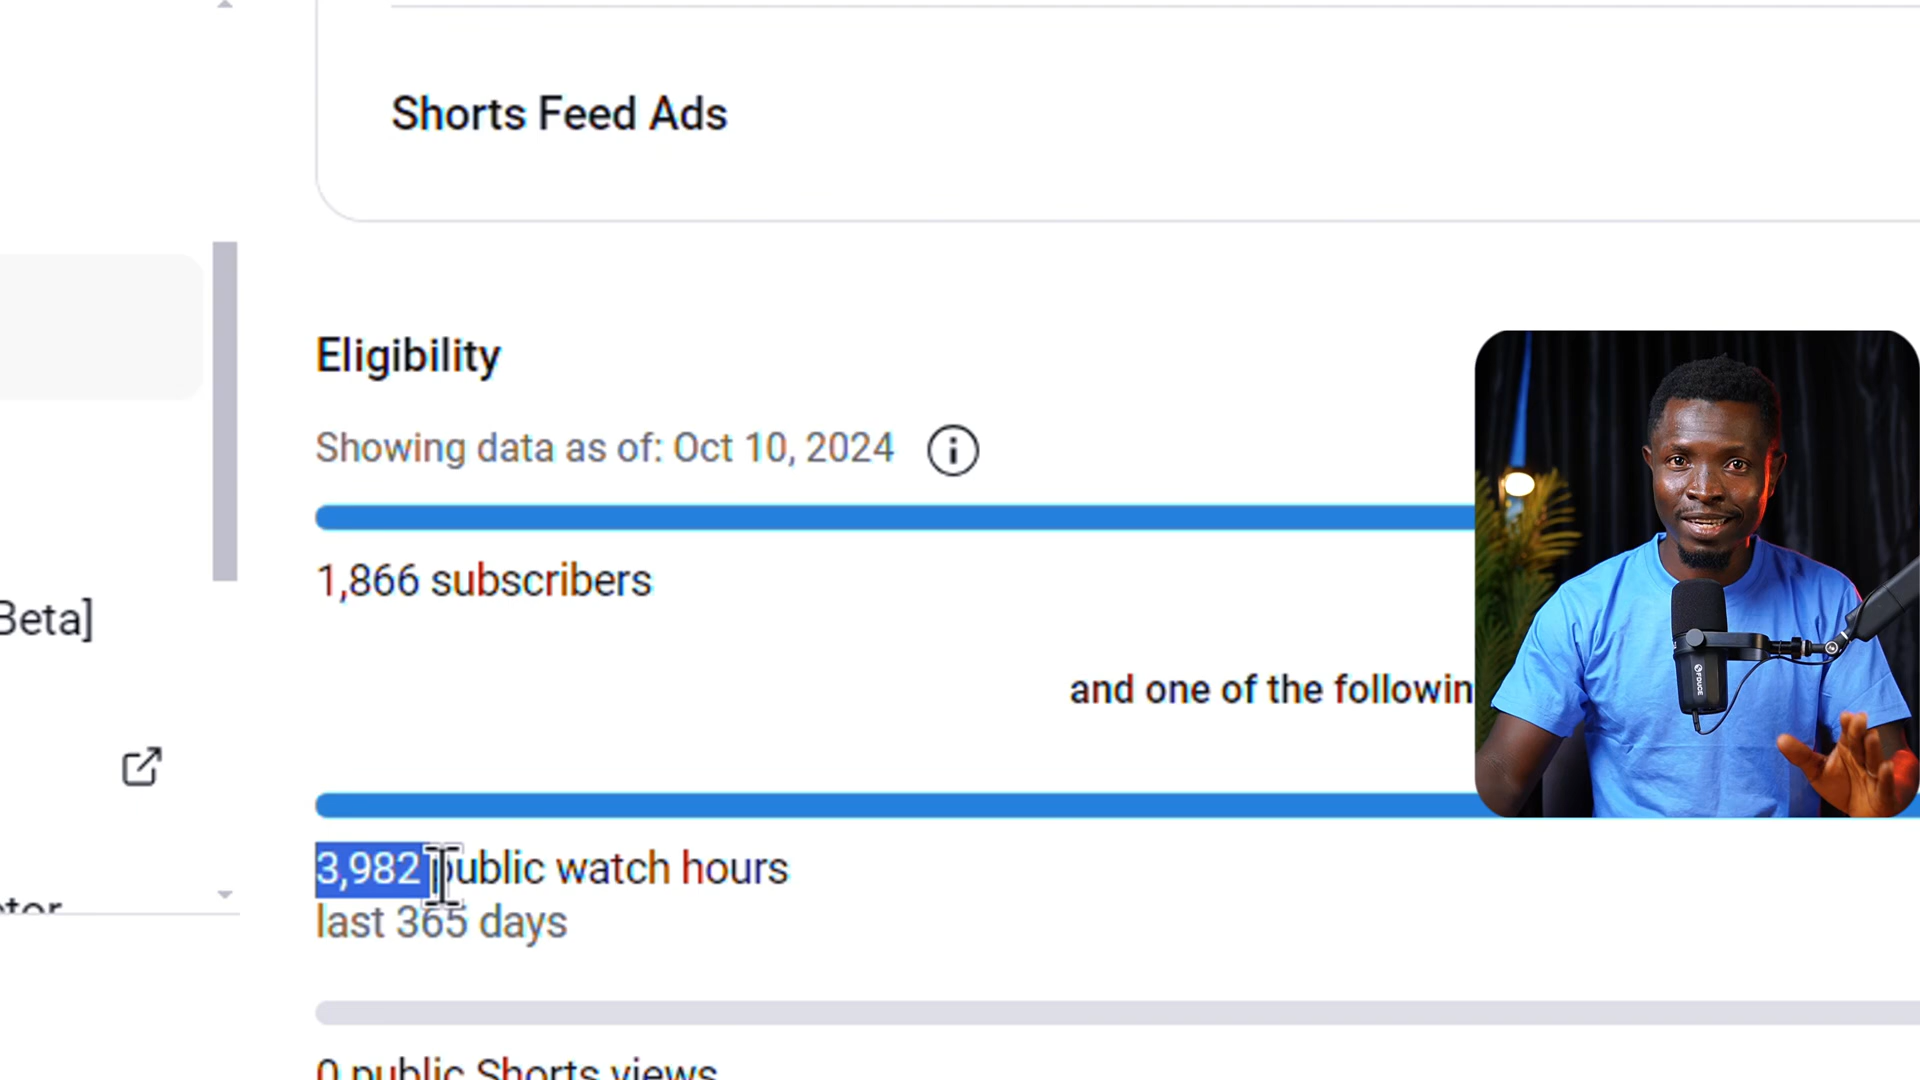 Shorts Feed Ads
Eligibility
Showing data as of: Oct 10, 2024
1,866 subscribers
Beta]
and one of the followin
3,982 public watch hours
last 365 days
0 public Shorts views